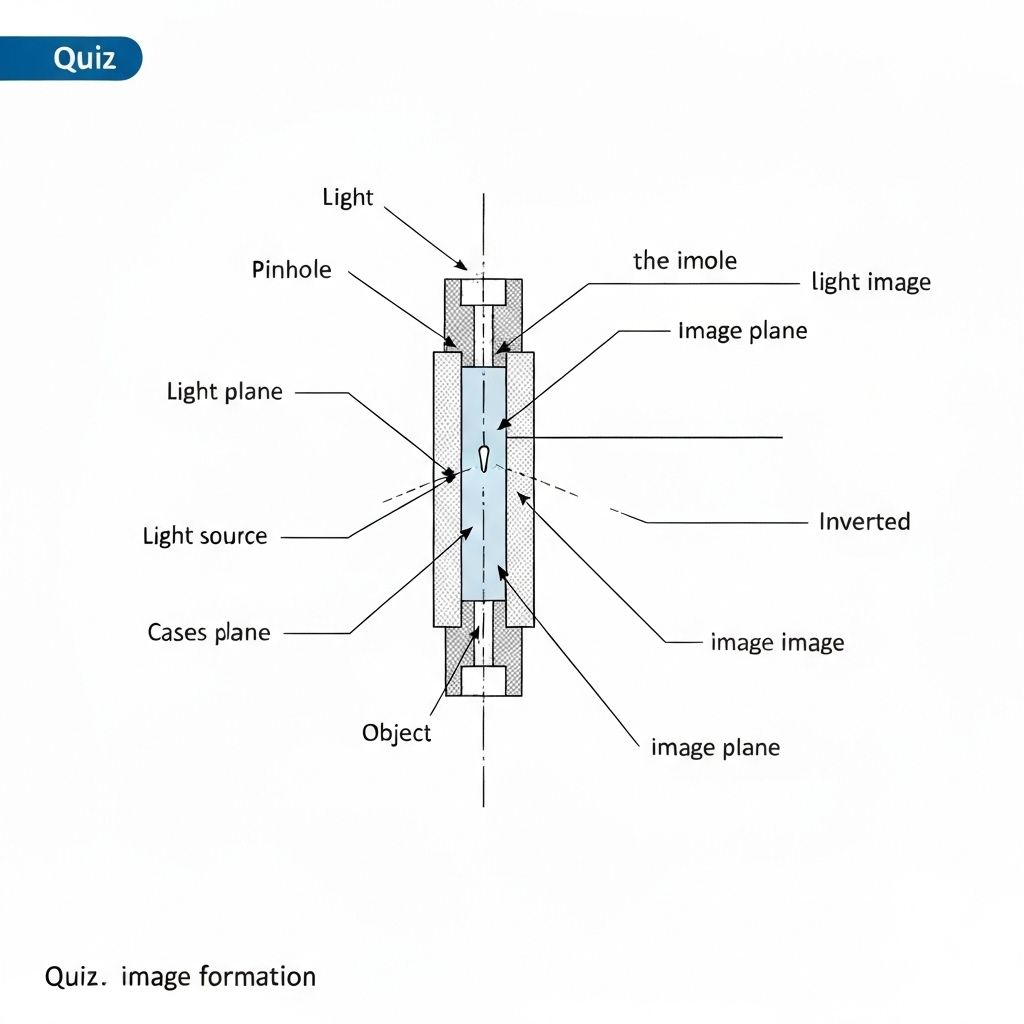 Quiz
Light
Pinhole
the imole
light image
Image plane
Light plane
Light source
Inverted
Cases plane
image image
Object
image plane
Quiz. image formation